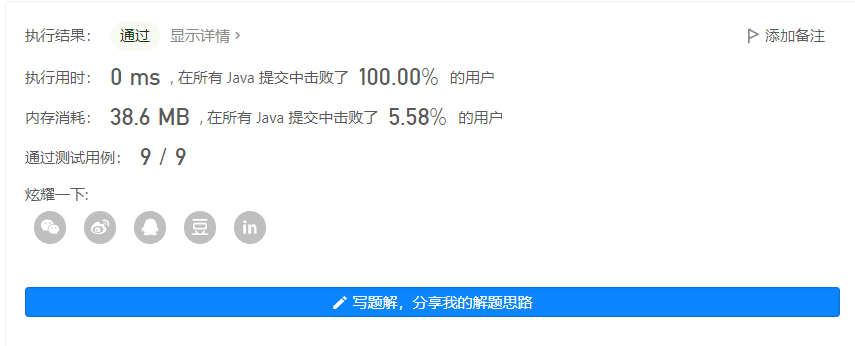 执行结果： 通过 显示详情 > 添加备注
执行用时： 0 ms , 在所有 Java 提交中击败了 100.00% 的用户
内存消耗： 38.6 MB , 在所有 Java 提交中击败了 5.58% 的用户
通过测试用例： 9 / 9
炫耀一下:
豆 in
写题解，分享我的解题思路